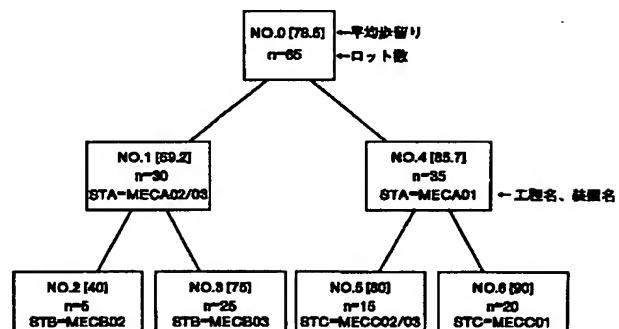 NO.0 [78.5] ←平均歩留り
n=65 ←ロット数
NO.1 [69.2]
n=30
STA=MECA02/03
NO.4 [85.7]
n=35
STA=MECA01 ←工程名、装置名
NO.2 [40]
n=5
STB=MECB02
NO.3 [75]
n=25
STB=MECB03
NO.5 [80]
n=15
STC=MECC02/03
NO.6 [90]
n=20
STC=MECC01